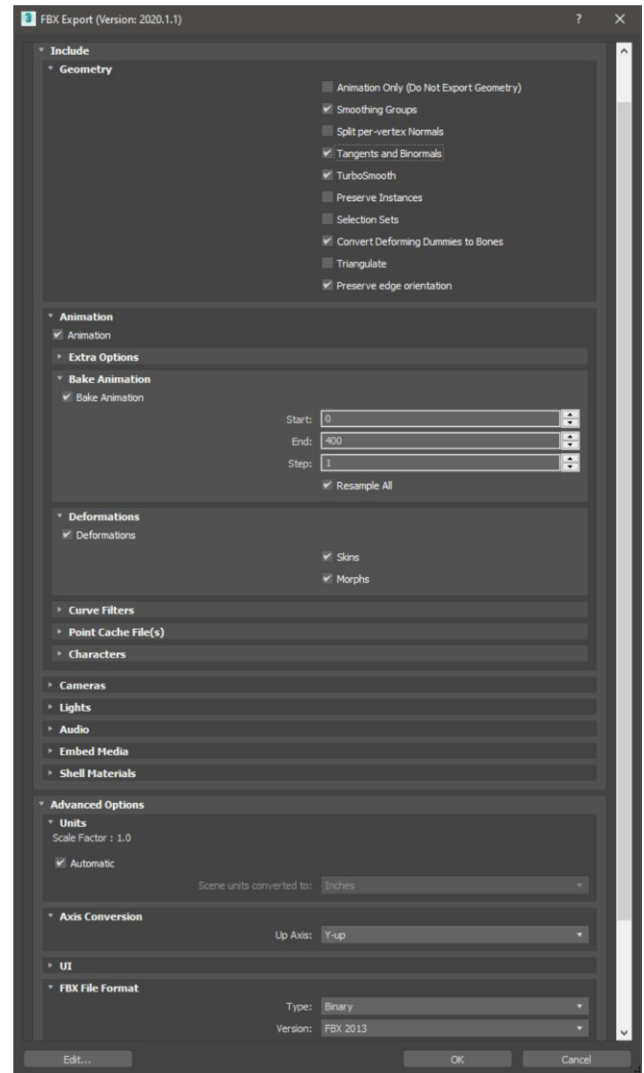 FBX Export (Version: 2020.1.1)
Include
Geometry
Animation Only (Do Not Export Geometry)
Smoothing Groups
Split per-vertex Normals
Tangents and Binormals
TurboSmooth
Preserve Instances
Selection Sets
Convert Deforming Dummies to Bones
Triangulate
Preserve edge orientation
Animation
Animation
Extra Options
Bake Animation
Bake Animation
Start: 0
End: 400
Step: 1
Resample All
Deformations
Deformations
Skins
Morphs
Curve Filters
Point Cache File(s)
Characters
Cameras
Lights
Audio
Embed Media
Shell Materials
Advanced Options
Units
Scale Factor : 1.0
Automatic
Scene units converted to: Inches
Axis Conversion
Up Axis: Y-up
UI
FBX File Format
Type: Binary
Version: FBX 2013
Edit... OK Cancel